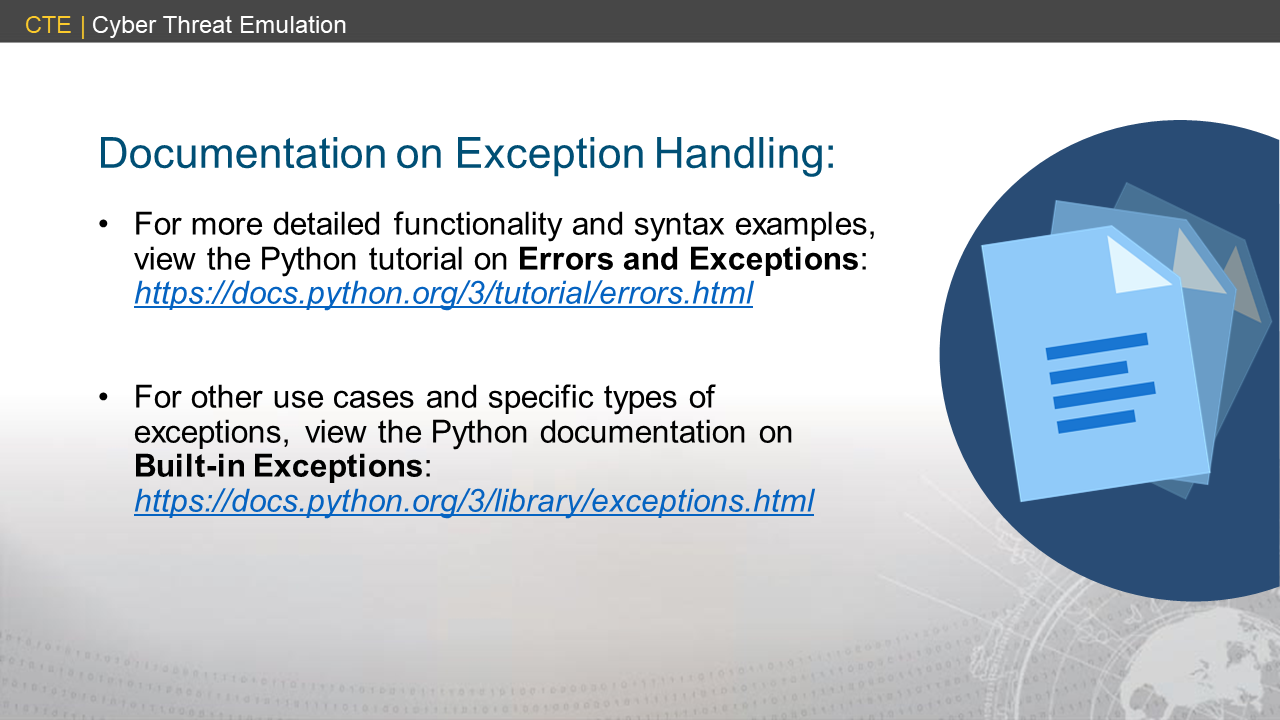 CTE | Cyber Threat Emulation
Documentation on Exception Handling:
• For more detailed functionality and syntax examples,
view the Python tutorial on Errors and Exceptions:
https://docs.python.org/3/tutorial/errors.html
• For other use cases and specific types of
exceptions, view the Python documentation on
Built-in Exceptions:
https://docs.python.org/3/library/exceptions.html